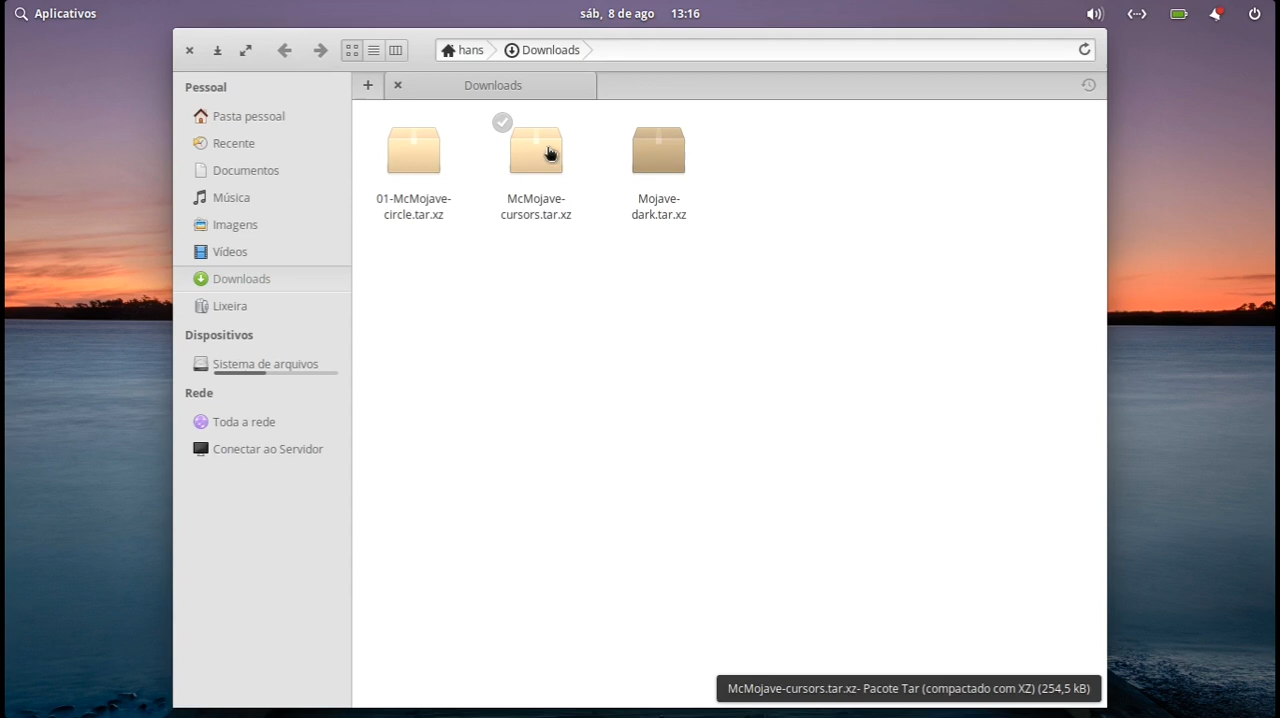 Aplicativos
sáb, 8 de ago 13:16
hans
Downloads
Downloads
Pessoal
Pasta pessoal
Recente
Documentos
Música
Imagens
Vídeos
Downloads
Lixeira
Dispositivos
Sistema de arquivos
Rede
Toda a rede
Conectar ao Servidor
01-McMojave-
circle.tar.xz
McMojave-
cursors.tar.xz
Mojave-
dark.tar.xz
McMojave-cursors.tar.xz- Pacote Tar (compactado com XZ) (254,5 kB)